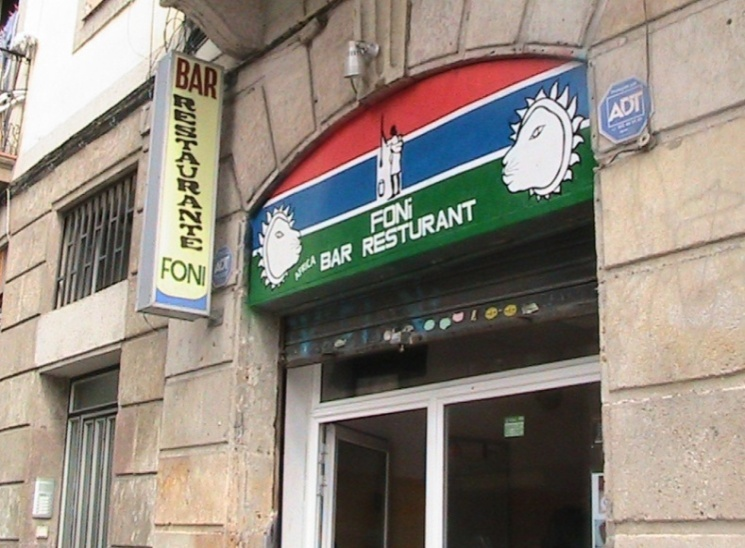 BAR
RESTAURANTE
FONI
FONi
AFRICA BAR RESTURANT
ADT